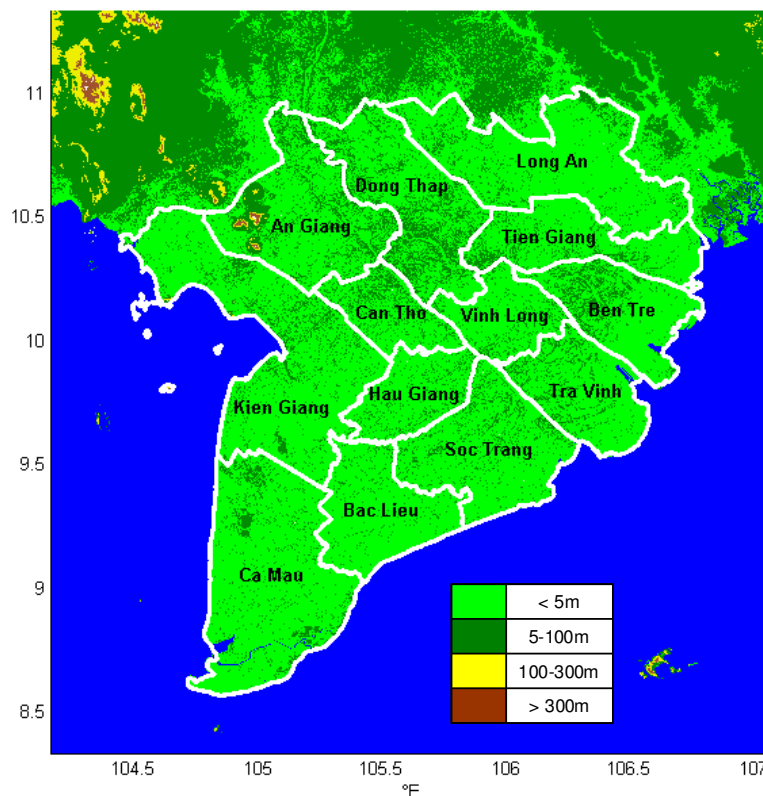 11
10.5
10
9.5
9
8.5
Long An
Dong Thap
An Giang
Tien Giang
Can Tho
Vinh Long
Ben Tre
Kien Giang
Hau Giang
Tra Vinh
Soc Trang
Bac Lieu
Ca Mau
< 5m
5-100m
100-300m
> 300m
104.5
105
105.5
106
106.5
107
°E